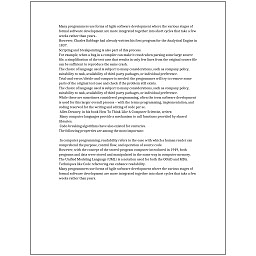 Many programmers use forms of Agile software development where the various stages of
formal software development are more integrated together into short cycles that take a few
weeks rather than years.
However, Charles Babbage had already written his first program for the Analytical Engine in
1837.
Scripting and breakpointing is also part of this process.
For example, when a bug in a compiler can make it crash when parsing some large source
file, a simplification of the test case that results in only few lines from the original source file
can be sufficient to reproduce the same crash.
The choice of language used is subject to many considerations, such as company policy,
suitability to task, availability of third-party packages, or individual preference.
Trial-and-error/divide-and-conquer is needed: the programmer will try to remove some
parts of the original test case and check if the problem still exists.
The choice of language used is subject to many considerations, such as company policy,
suitability to task, availability of third-party packages, or individual preference.
While these are sometimes considered programming, often the term software development
is used for this larger overall process – with the terms programming, implementation, and
coding reserved for the writing and editing of code per se.
Allen Downey, in his book How To Think Like A Computer Scientist, writes:
Many computer languages provide a mechanism to call functions provided by shared
libraries.
Code-breaking algorithms have also existed for centuries.
The following properties are among the most important:

In computer programming, readability refers to the ease with which a human reader can
comprehend the purpose, control flow, and operation of source code.
However, with the concept of the stored-program computer introduced in 1949, both
programs and data were stored and manipulated in the same way in computer memory.
The Unified Modeling Language (UML) is a notation used for both the OOAD and MDA.
Techniques like Code refactoring can enhance readability.
Many programmers use forms of Agile software development where the various stages of
formal software development are more integrated together into short cycles that take a few
weeks rather than years.